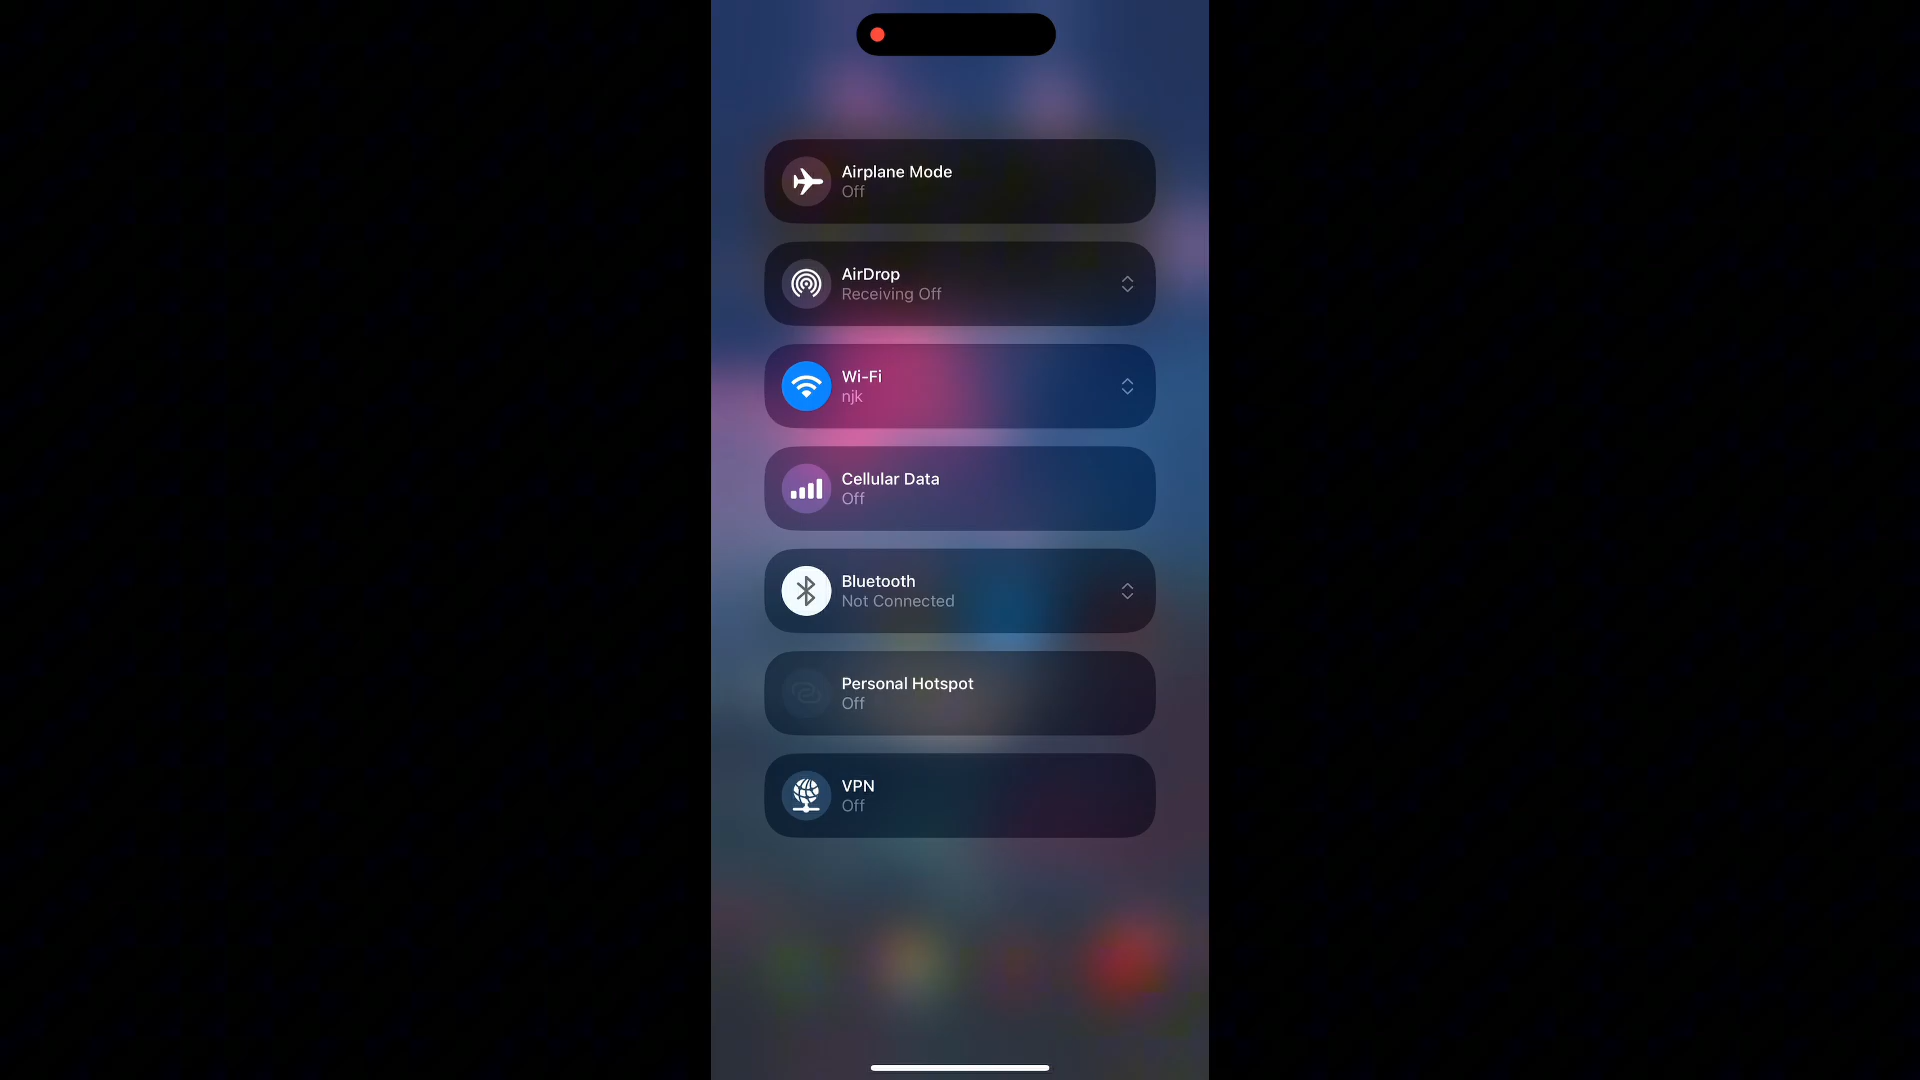 Airplane Mode
Off
AirDrop
Receiving Off
Wi-Fi
njk
Cellular Data
Off
Bluetooth
Not Connected
Personal Hotspot
Off
VPN
Off